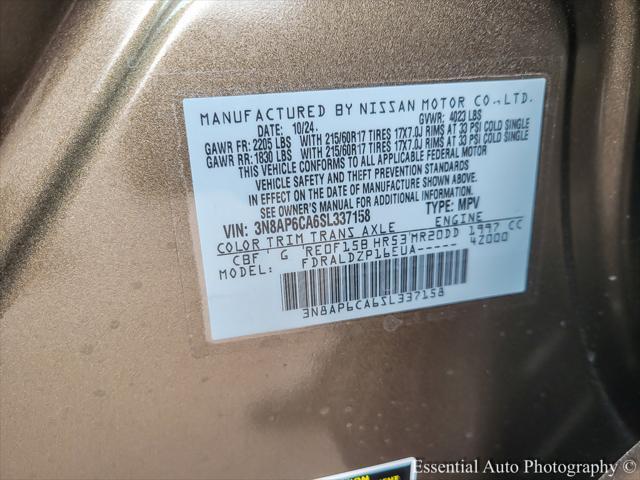 MANUFACTURED BY NISSAN MOTOR CO., LTD.
DATE: 10/24. GVWR: 4023 LBS
GAWR FR: 2205 LBS WITH 215/60R17 TIRES 17X7.0J RIMS AT 33 PSI COLD SINGLE
GAWR RR: 1830 LBS WITH 215/60R17 TIRES 17X7.0J RIMS AT 33 PSI COLD SINGLE
THIS VEHICLE CONFORMS TO ALL APPLICABLE FEDERAL MOTOR
VEHICLE SAFETY AND THEFT PREVENTION STANDARDS
IN EFFECT ON THE DATE OF MANUFACTURE SHOWN ABOVE.
SEE OWNER'S MANUAL FOR ADDITIONAL INFORMATION.
VIN: 3N8AP6CA6SL337158 TYPE: MPV
COLOR TRIM TRANS AXLE ENGINE
CBF G RE0F15B HR53 MR20DD 1997 CC
MODEL: FDRALDZP16EUA----- 42000
3N8AP6CA6SL337158
Essential Auto Photography ©